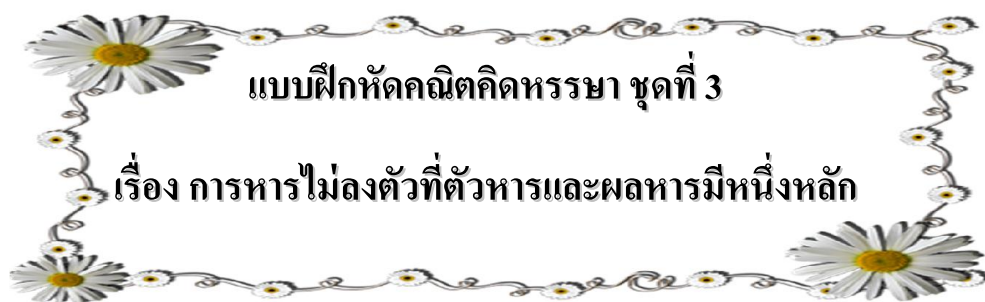 แบบฝึกหัดคณิตคิดหรรษา ชุดที่ 3
เรื่อง การหารไม่ลงตัวที่ตัวหารและผลหารมีหนึ่งหลัก